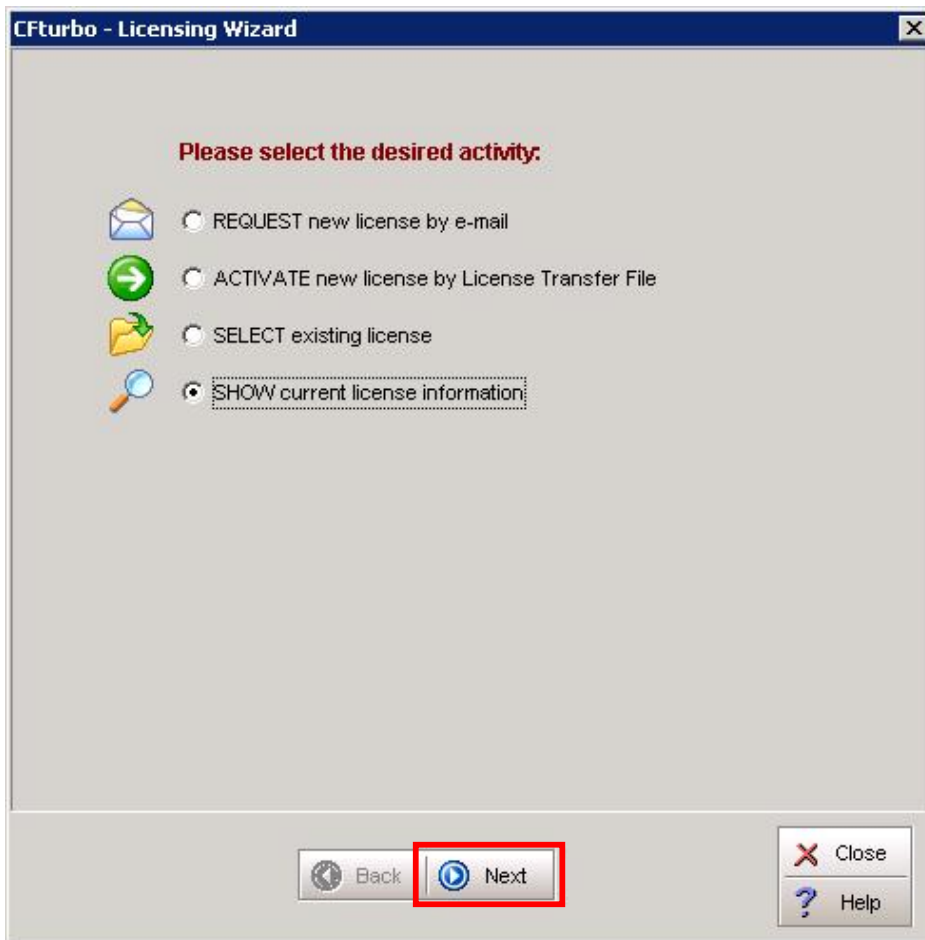 CFturbo - Licensing Wizard
Please select the desired activity:
REQUEST new license by e-mail
ACTIVATE new license by License Transfer File
SELECT existing license
SHOW current license information
Back
Next
Close
Help